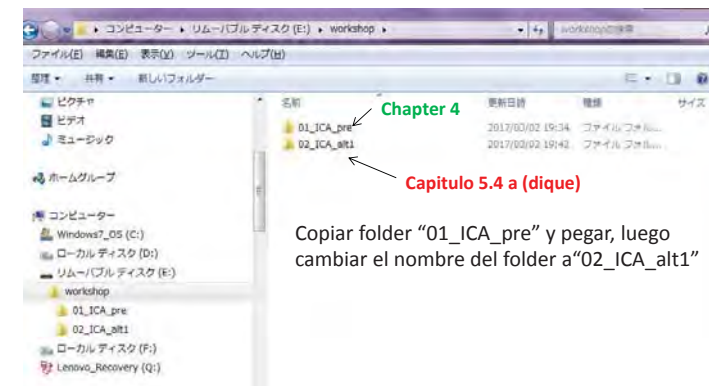 コンピューター ▸ リムーバブル ディスク (E:) ▸ workshop ▸
workshopの検索
ファイル(F) 編集(E) 表示(V) ツール(T) ヘルプ(H)
整理 ▾ 共有 ▾ 新しいフォルダー
ピクチャ
ビデオ
ミュージック
ホームグループ
コンピューター
Windows7_OS (C:)
ローカル ディスク (D:)
リムーバブル ディスク (E:)
workshop
01_ICA_pre
02_ICA_alt1
ローカル ディスク (F:)
Lenovo_Recovery (Q:)
名前 更新日時 種類 サイズ
Chapter 4
01_ICA_pre 2017/03/02 19:34 ファイル フォル...
02_ICA_alt1 2017/03/02 19:42 ファイル フォル...
Capitulo 5.4 a (dique)
Copiar folder “01_ICA_pre” y pegar, luego
cambiar el nombre del folder a“02_ICA_alt1”